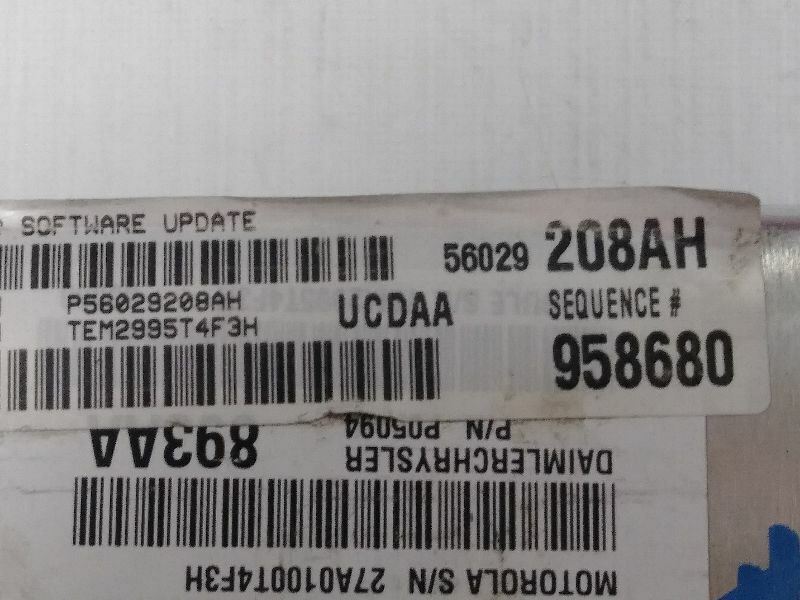 SOFTWARE UPDATE
56029 208AH
P56029208AH
TEM2995T4F3H
UCDAA
SEQUENCE #
958680
MOTOROLA S/N 27A0100T4F3H
DAIMLERCHRYSLER
P/N P05094
893AA